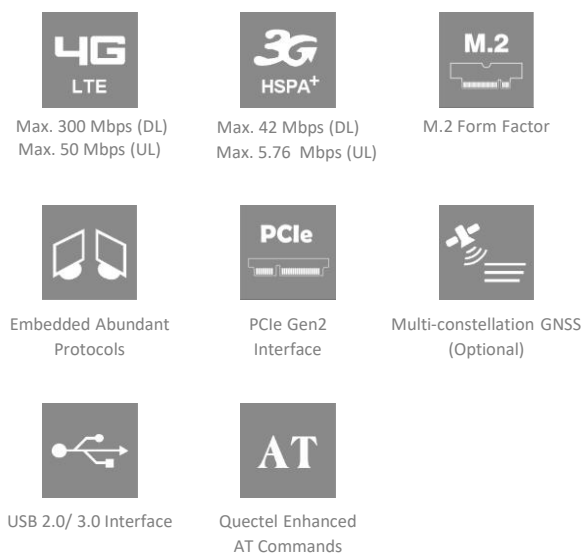 4G
LTE
Max. 300 Mbps (DL)
Max. 50 Mbps (UL)
3G
HSPA+
Max. 42 Mbps (DL)
Max. 5.76 Mbps (UL)
M.2
M.2 Form Factor
Embedded Abundant
Protocols
PCIe
PCIe Gen2
Interface
Multi-constellation GNSS
(Optional)
USB 2.0/ 3.0 Interface
AT
Quectel Enhanced
AT Commands